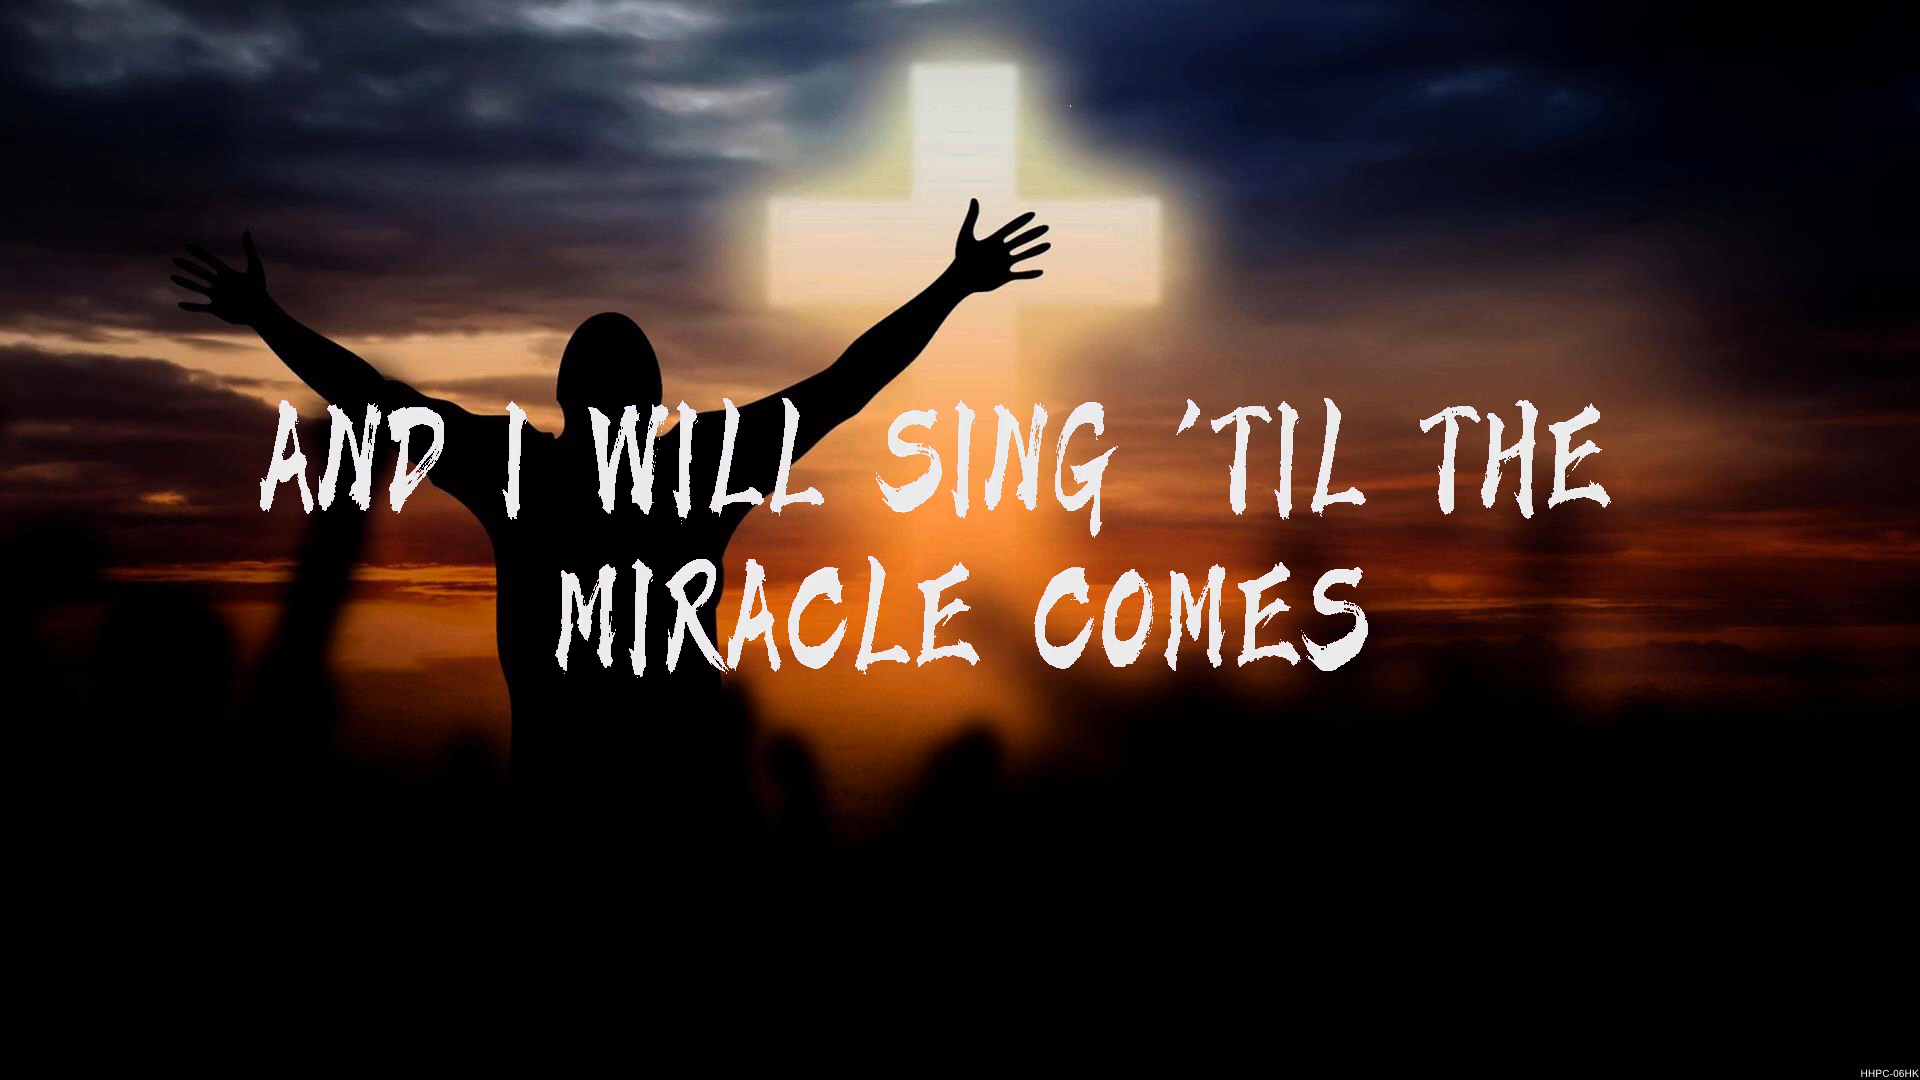 AND I WILL SING 'TIL THE
MIRACLE COMES
HHPC-06HK